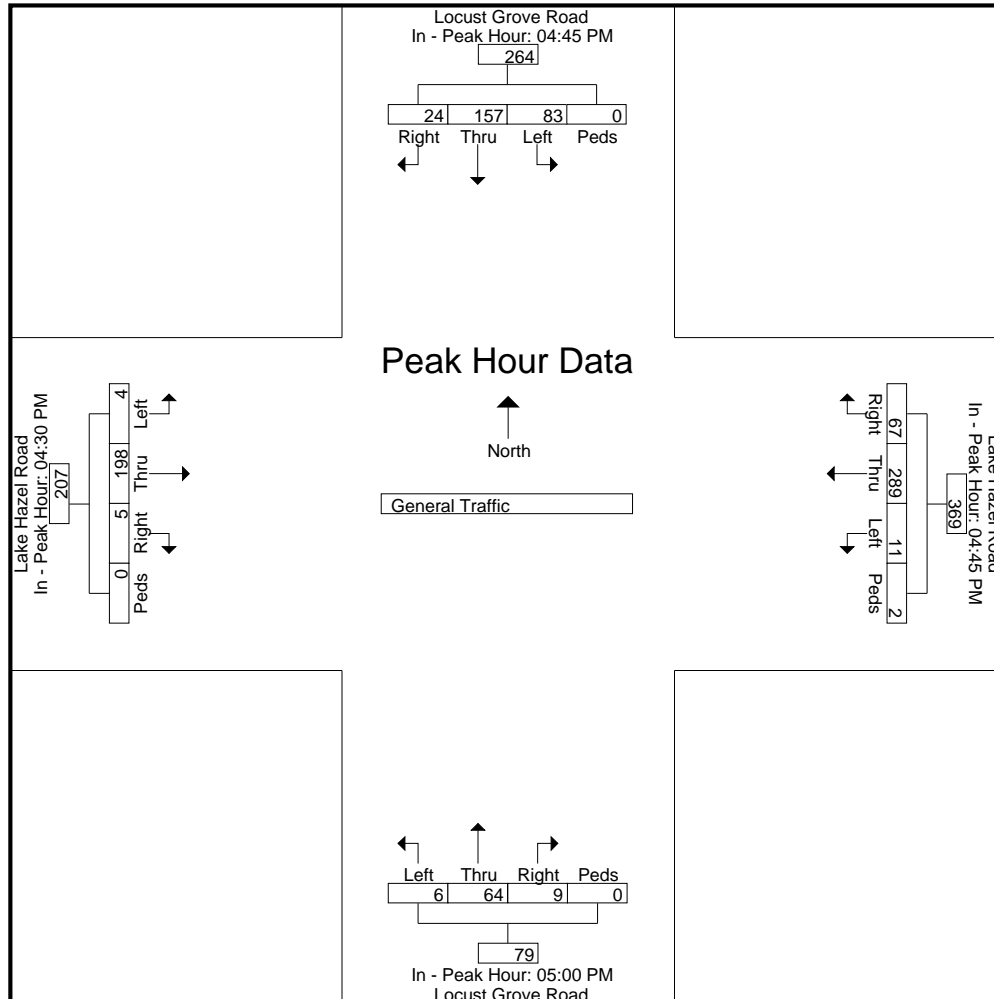 Locust Grove Road
In - Peak Hour: 04:45 PM
264
24 157 83 0
Right Thru Left Peds
Peak Hour Data
North
General Traffic
Lake Hazel Road
In - Peak Hour: 04:30 PM
207
4 198 5 0
Left Thru Right Peds
Lake Hazel Road
In - Peak Hour: 04:45 PM
369
67 289 11 2
Right Thru Left Peds
Left Thru Right Peds
6 64 9 0
79
In - Peak Hour: 05:00 PM
Locust Grove Road